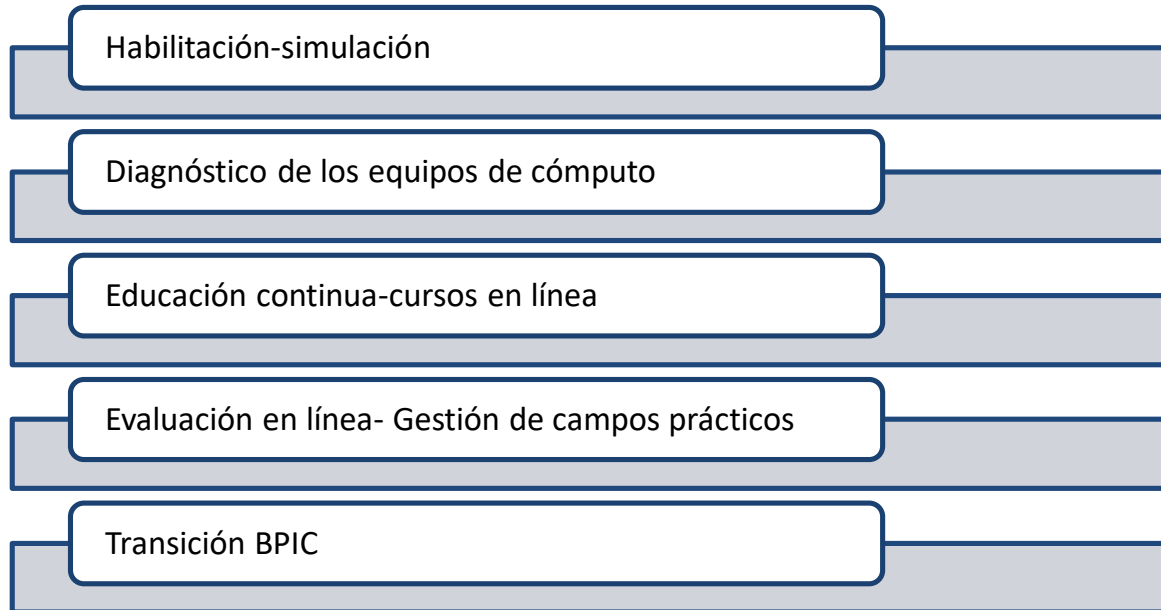 Habilitación-simulación
Diagnóstico de los equipos de cómputo
Educación continua-cursos en línea
Evaluación en línea- Gestión de campos prácticos
Transición BPIC